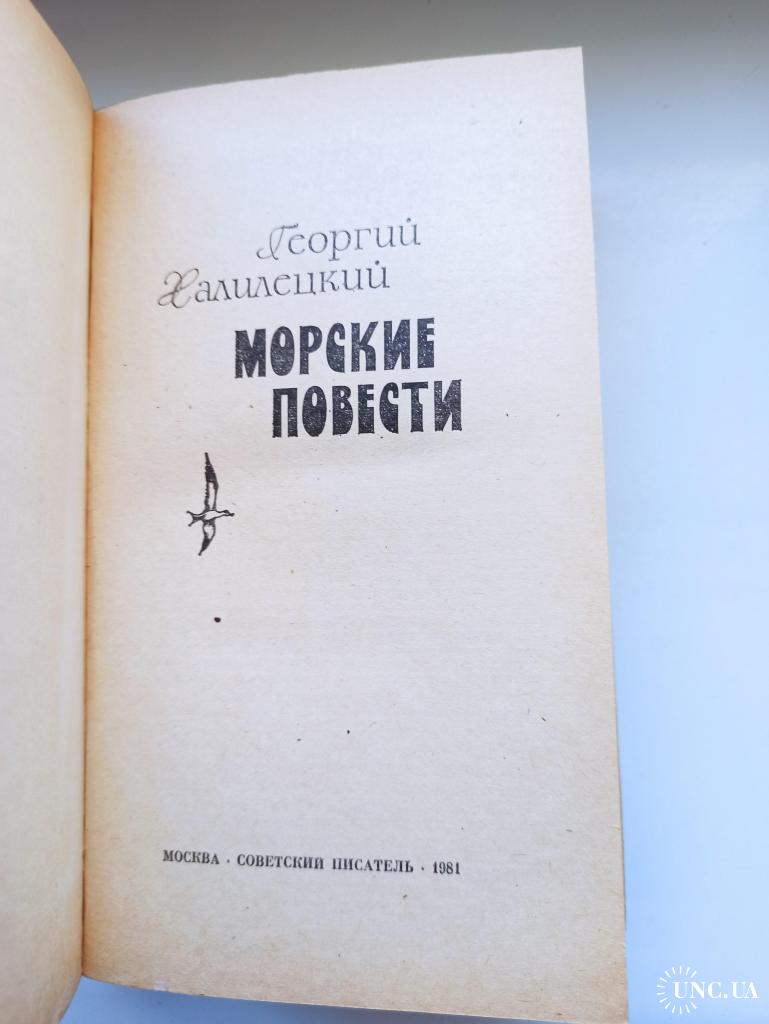 Георгий
Халилецкий
МОРСКИЕ
ПОВЕСТИ
МОСКВА · СОВЕТСКИЙ ПИСАТЕЛЬ · 1981
UNC.UA